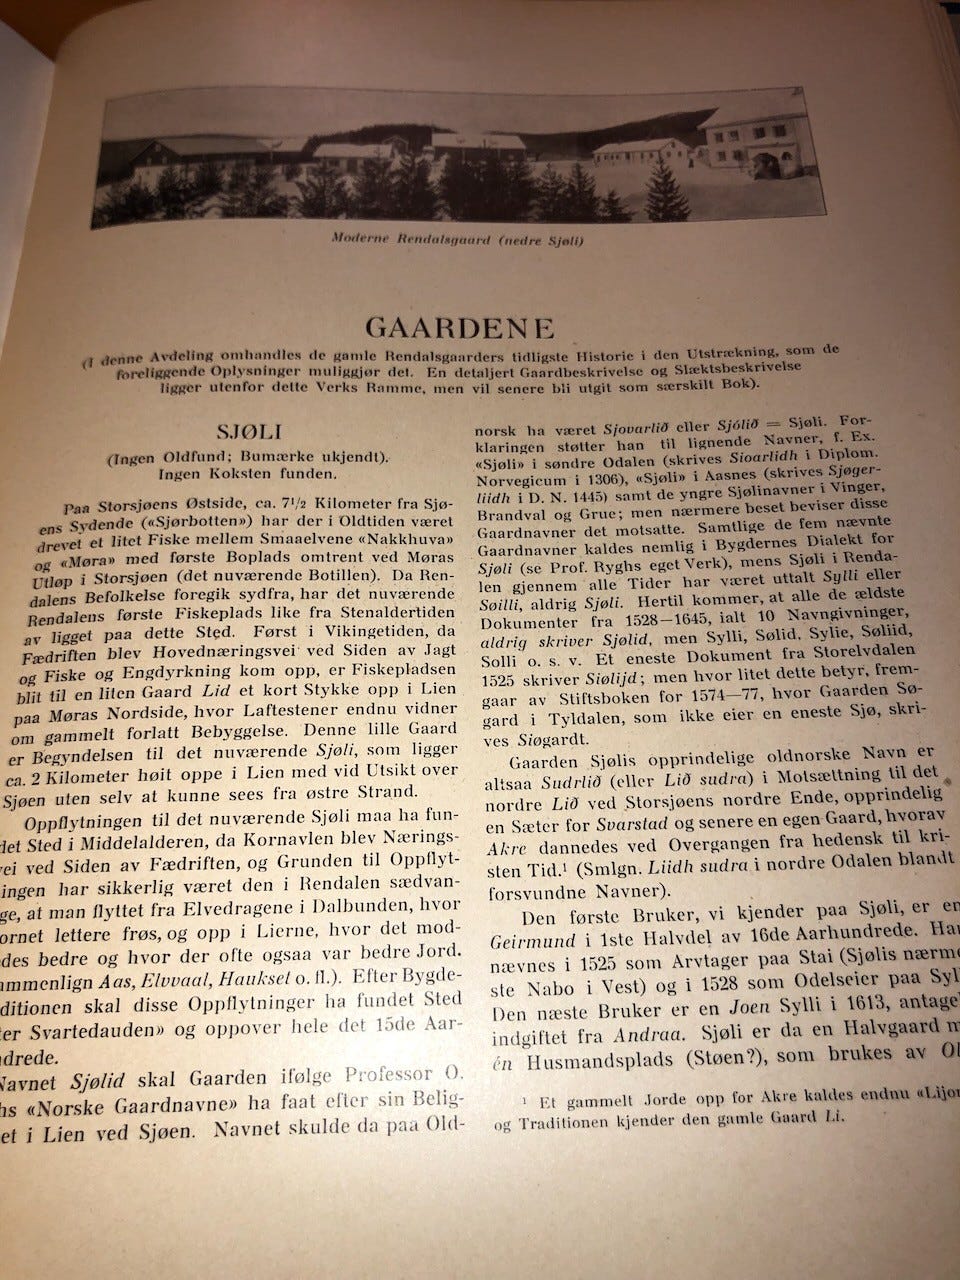 Moderne Rendalsgaard (nedre Sjøli)
GAARDENE
(I denne Avdeling omhandles de gamle Rendalsgaarders tidligste Historie i den Utstrækning, som de
foreliggende Oplysninger muliggjør det. En detaljert Gaardbeskrivelse og Slæktsbeskrivelse
ligger utenfor dette Verks Ramme, men vil senere bli utgit som særskilt Bok).
SJØLI
(Ingen Oldfund; Bumærke ukjendt).
Ingen Koksten funden.
Paa Storsjøens Østside, ca. 7½ Kilometer fra Sjø-
ens Sydende («Sjørbotten») har der i Oldtiden været
drevet et litet Fiske mellem Smaaelvene «Nakkhuva»
og «Møra» med første Boplads omtrent ved Møras
Utløp i Storsjøen (det nuværende Botillen). Da Ren-
dalens Befolkelse foregik sydfra, har det nuværende
Rendalens første Fiskeplads like fra Stenaldertiden
av ligget paa dette Sted. Først i Vikingetiden, da
Fædriften blev Hovednæringsvei ved Siden av Jagt
og Fiske og Engdyrkning kom opp, er Fiskepladsen
blit til en liten Gaard Lid et kort Stykke opp i Lien
paa Møras Nordside, hvor Laftestener endnu vidner
om gammelt forlatt Bebyggelse. Denne lille Gaard
er Begyndelsen til det nuværende Sjøli, som ligger
ca. 2 Kilometer høit oppe i Lien med vid Utsikt over
Sjøen uten selv at kunne sees fra østre Strand.
Oppflytningen til det nuværende Sjøli maa ha fun-
det Sted i Middelalderen, da Kornavlen blev Nærings-
vei ved Siden av Fædriften, og Grunden til Oppflyt-
ningen har sikkerlig været den i Rendalen sædvan-
ge, at man flyttet fra Elvedragene i Dalbunden, hvor
ornet lettere frøs, og opp i Lierne, hvor det mod-
des bedre og hvor der ofte ogsaa var bedre Jord.
ammenlign Aas, Elvvaal, Haukset o. fl.). Efter Bygde-
aditionen skal disse Oppflytninger ha fundet Sted
ter Svartedauden» og oppover hele det 15de Aar-
ndrede.
Navnet Sjølid skal Gaarden ifølge Professor O.
hs «Norske Gaardnavne» ha faat efter sin Belig-
et i Lien ved Sjøen. Navnet skulde da paa Old-
norsk ha været Sjovarlið eller Sjólið = Sjøli. For-
klaringen støtter han til lignende Navner, f. Ex.
«Sjøli» i søndre Odalen (skrives Sioarlidh i Diplom.
Norvegicum i 1306), «Sjøli» i Aasnes (skrives Sjøger-
liidh i D. N. 1445) samt de yngre Sjølinavner i Vinger,
Brandval og Grue; men nærmere beset beviser disse
Gaardnavner det motsatte. Samtlige de fem nævnte
Gaardnavner kaldes nemlig i Bygdernes Dialekt for
Sjøli (se Prof. Ryghs eget Verk), mens Sjøli i Renda-
len gjennem alle Tider har været uttalt Sylli eller
Søilli, aldrig Sjøli. Hertil kommer, at alle de ældste
Dokumenter fra 1528—1645, ialt 10 Navngivninger,
aldrig skriver Sjølid, men Sylli, Sølid, Sylie, Søliid,
Solli o. s. v. Et eneste Dokument fra Storelvdalen
1525 skriver Siølijd; men hvor litet dette betyr, frem-
gaar av Stiftsboken for 1574—77, hvor Gaarden Sø-
gard i Tyldalen, som ikke eier en eneste Sjø, skri-
ves Siøgardt.
Gaarden Sjølis opprindelige oldnorske Navn er
altsaa Sudrlið (eller Lið sudra) i Motsættning til det
nordre Lið ved Storsjøens nordre Ende, opprindelig
en Sæter for Svarstad og senere en egen Gaard, hvorav
Akre dannedes ved Overgangen fra hedensk til kri-
sten Tid.¹ (Smlgn. Liidh sudra i nordre Odalen blandt
forsvundne Navner).
Den første Bruker, vi kjender paa Sjøli, er en
Geirmund i 1ste Halvdel av 16de Aarhundrede. Han
nævnes i 1525 som Arvtager paa Stai (Sjølis nærme
ste Nabo i Vest) og i 1528 som Odelseier paa Syl
Den næste Bruker er en Joen Sylli i 1613, antage
indgiftet fra Andraa. Sjøli er da en Halvgaard m
én Husmandsplads (Støen?), som brukes av Ol
¹ Et gammelt Jorde opp for Akre kaldes endnu «Lijor
og Traditionen kjender den gamle Gaard Li.